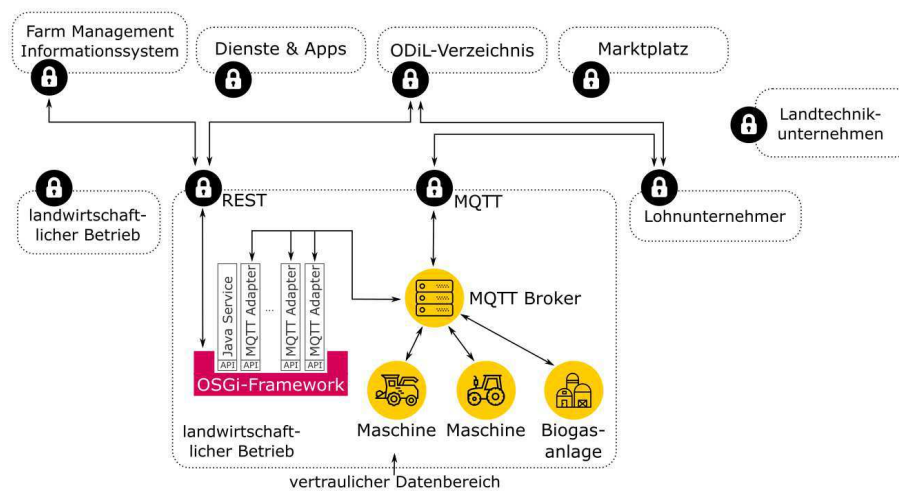 Farm Management
Informationssystem
Dienste & Apps
ODiL-Verzeichnis
Marktplatz
Landtechnik-
unternehmen
landwirtschaft-
licher Betrieb
REST
MQTT
Lohnunternehmer
Java Service
MQTT Adapter
...
MQTT Adapter
MQTT Adapter
API
API
API
API
OSGi-Framework
MQTT Broker
Maschine
Maschine
Biogas-
anlage
landwirtschaft-
licher Betrieb
vertraulicher Datenbereich